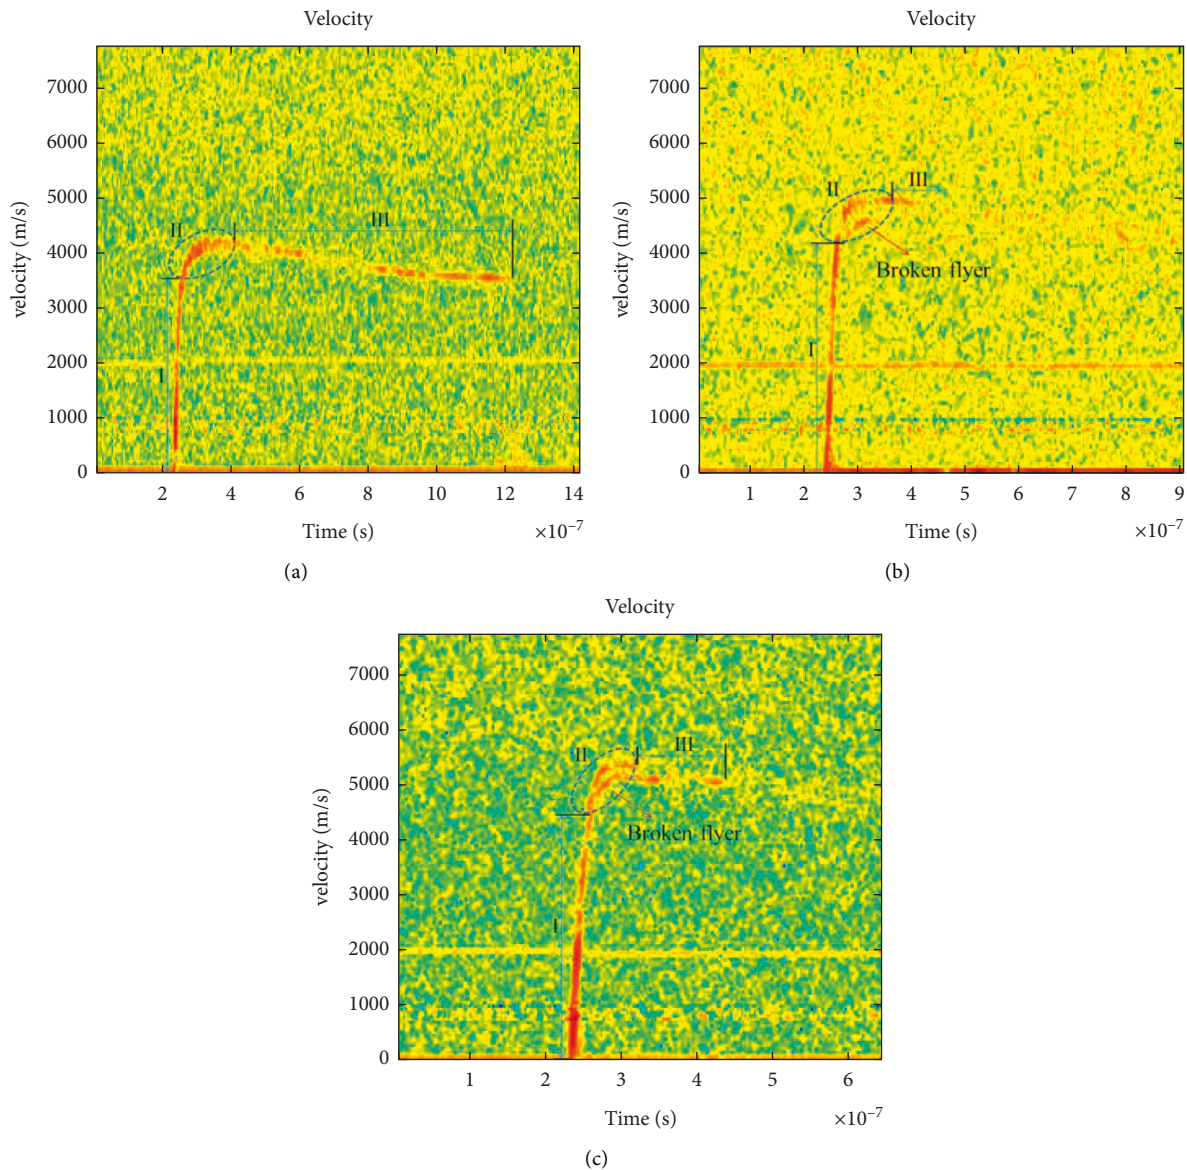 Velocity
velocity (m/s)
7000
6000
5000
4000
3000
2000
1000
0
II
III
I
2 4 6 8 10 12 14
Time (s)
×10⁻⁷
(a)
Velocity
velocity (m/s)
7000
6000
5000
4000
3000
2000
1000
0
II
III
Broken flyer
I
1 2 3 4 5 6 7 8 9
Time (s)
×10⁻⁷
(b)
Velocity
velocity (m/s)
7000
6000
5000
4000
3000
2000
1000
0
II
III
Broken flyer
I
1 2 3 4 5 6
Time (s)
×10⁻⁷
(c)